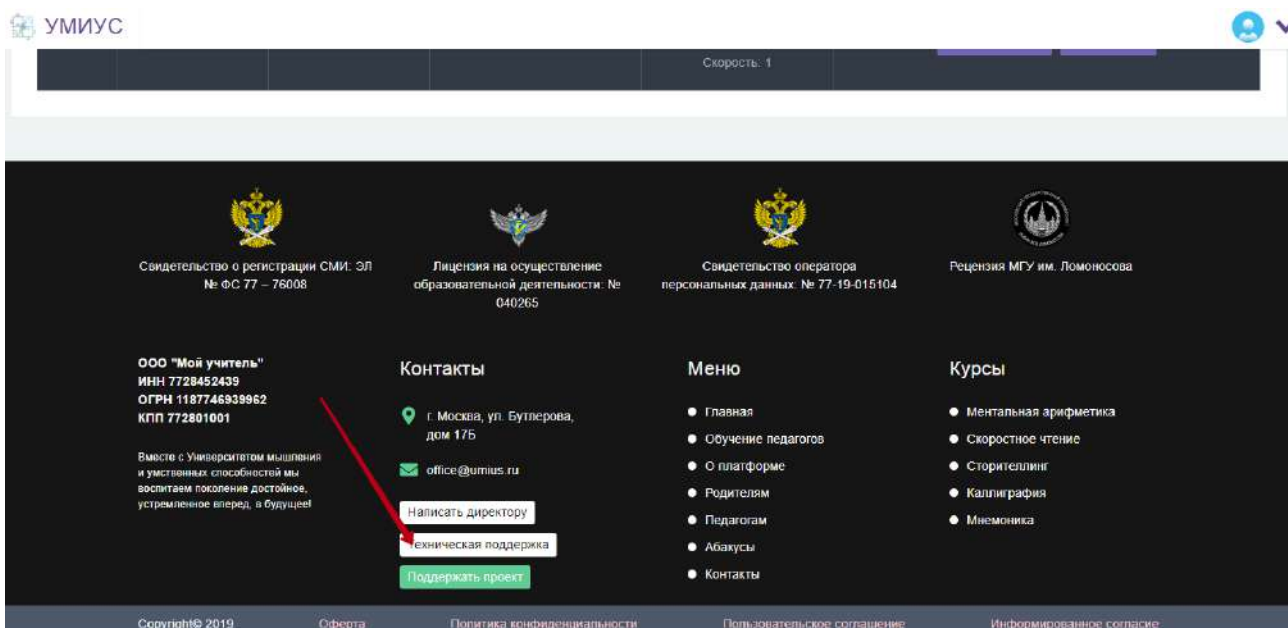 УМИУС
Скорость: 1
Свидетельство о регистрации СМИ: ЭЛ
№ ФС 77 – 76008
Лицензия на осуществление
образовательной деятельности: №
040265
Свидетельство оператора
персональных данных: № 77-19-015104
Рецензия МГУ им. Ломоносова
ООО "Мой учитель"
ИНН 7728452439
ОГРН 1187746939962
КПП 772801001
Вместе с Университетом мышления
и умственных способностей мы
воспитаем поколение достойное,
устремленное вперед, в будущее!
Контакты
г. Москва, ул. Бутлерова,
дом 17Б
office@umius.ru
Написать директору
Техническая поддержка
Поддержать проект
Меню
Главная
Обучение педагогов
О платформе
Родителям
Педагогам
Абакусы
Контакты
Курсы
Ментальная арифметика
Скоростное чтение
Сторителлинг
Каллиграфия
Мнемоника
Copyright© 2019
Оферта
Политика конфиденциальности
Пользовательское соглашение
Информированное согласие